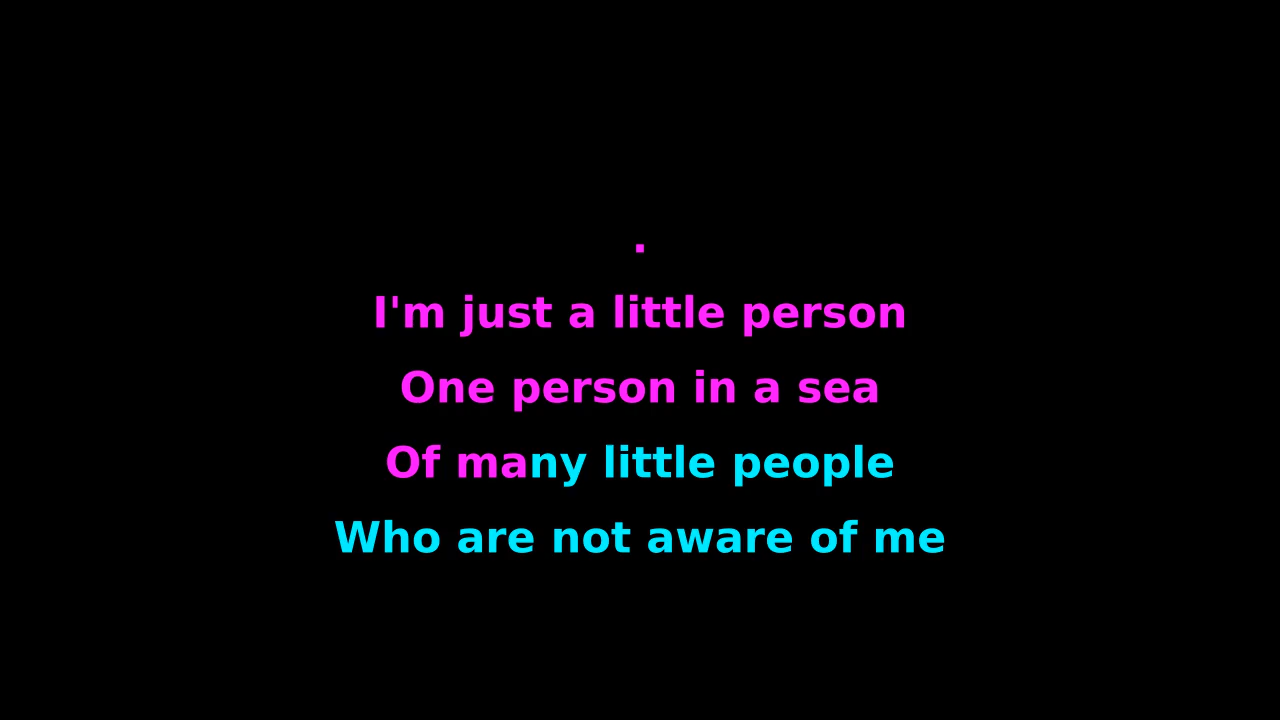 .
I'm just a little person
One person in a sea
Of many little people
Who are not aware of me